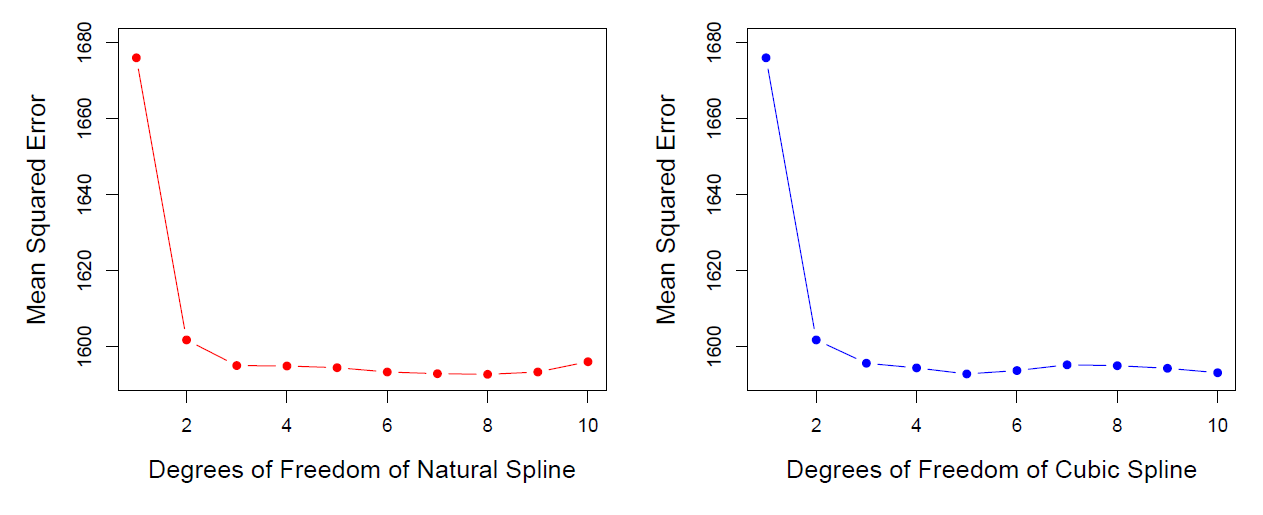 1680
1660
1640
1620
1600
Mean Squared Error
2 4 6 8 10
Degrees of Freedom of Natural Spline
1680
1660
1640
1620
1600
Mean Squared Error
2 4 6 8 10
Degrees of Freedom of Cubic Spline